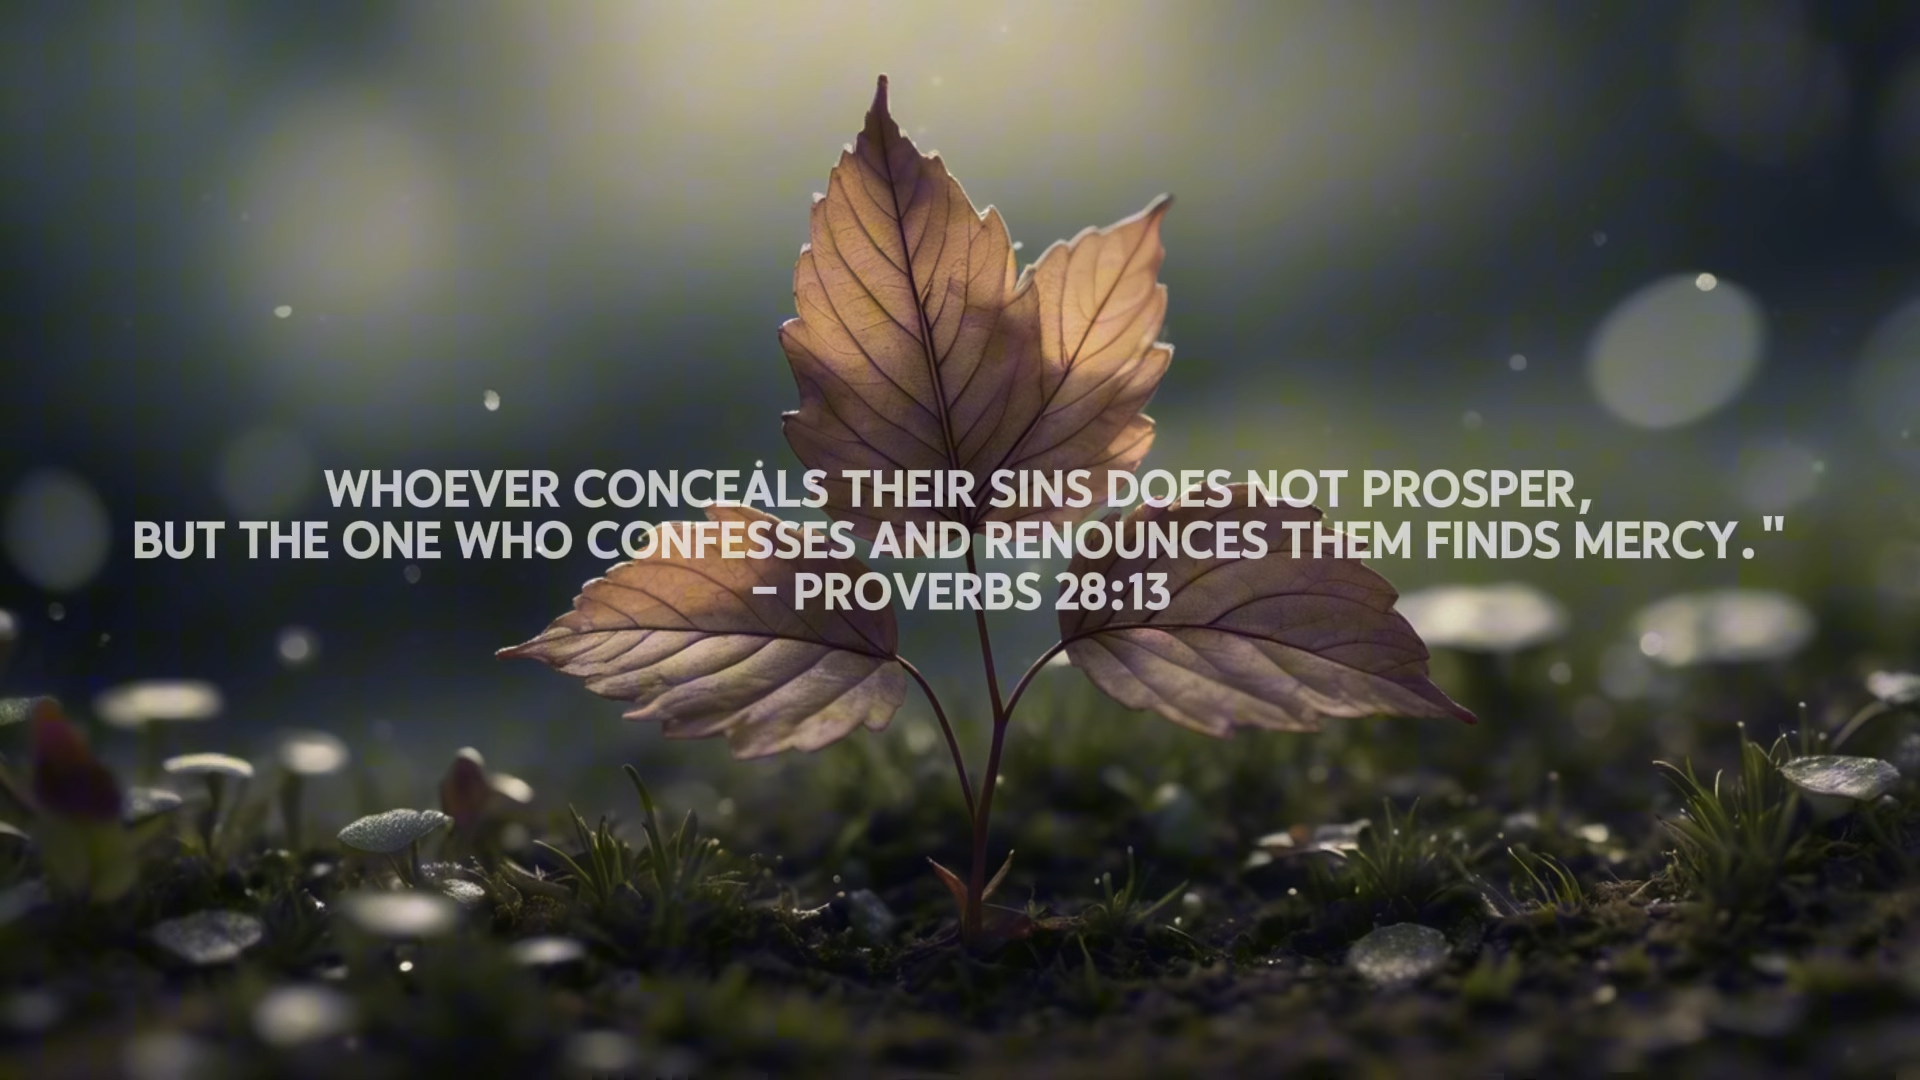 WHOEVER CONCEALS THEIR SINS DOES NOT PROSPER,
BUT THE ONE WHO CONFESSES AND RENOUNCES THEM FINDS MERCY."
– PROVERBS 28:13